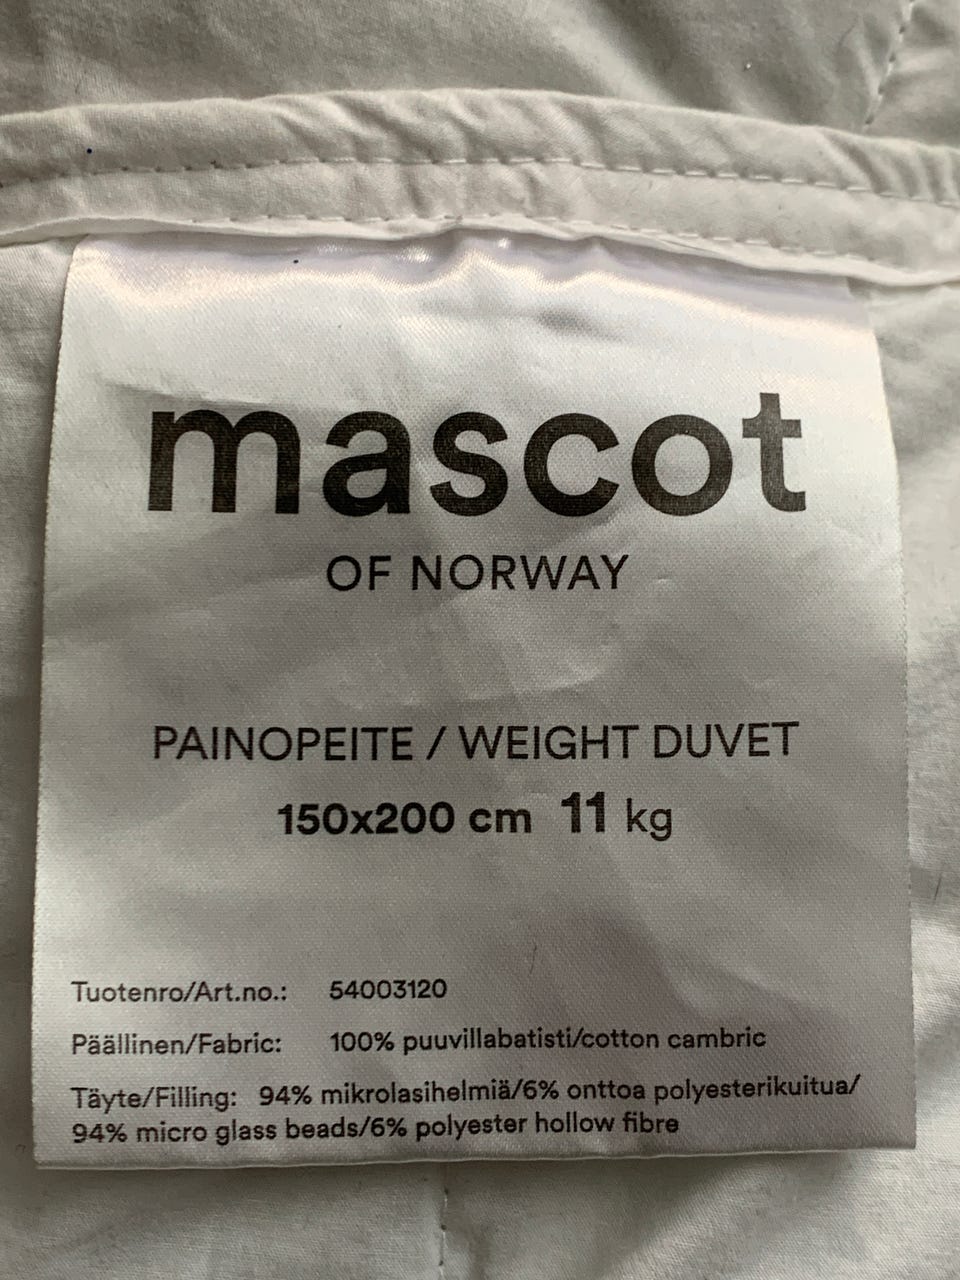 mascot
OF NORWAY
PAINOPEITE / WEIGHT DUVET
150x200 cm 11 kg
Tuotenro/Art.no.: 54003120
Päällinen/Fabric: 100% puuvillabatisti/cotton cambric
Täyte/Filling: 94% mikrolasihelmiä/6% onttoa polyesterikuitua/
94% micro glass beads/6% polyester hollow fibre